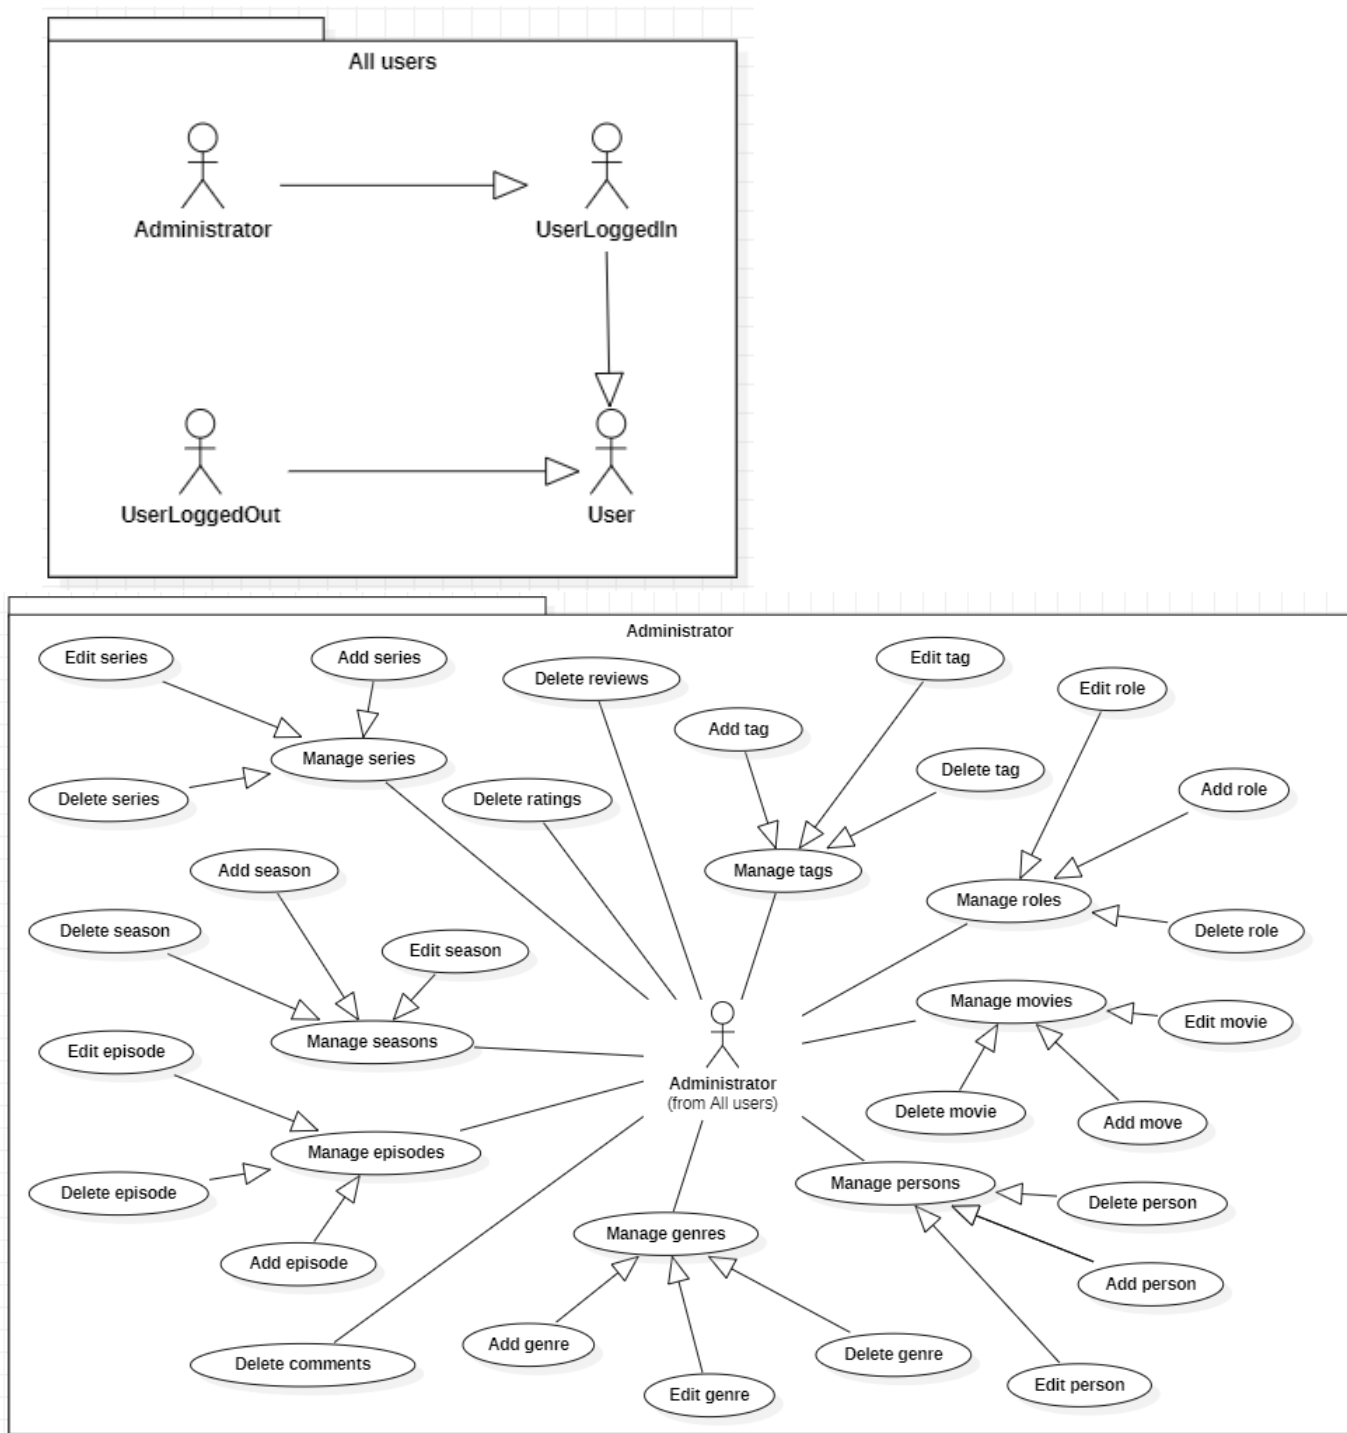 All users
Administrator
UserLoggedIn
UserLoggedOut
User
Administrator
Edit series
Add series
Delete reviews
Edit tag
Edit role
Add tag
Manage series
Delete tag
Delete series
Delete ratings
Add role
Add season
Manage tags
Manage roles
Delete season
Edit season
Delete role
Manage movies
Edit movie
Manage seasons
Edit episode
Administrator
(from All users)
Delete movie
Add move
Manage episodes
Manage persons
Delete episode
Delete person
Manage genres
Add episode
Add person
Add genre
Delete genre
Delete comments
Edit person
Edit genre